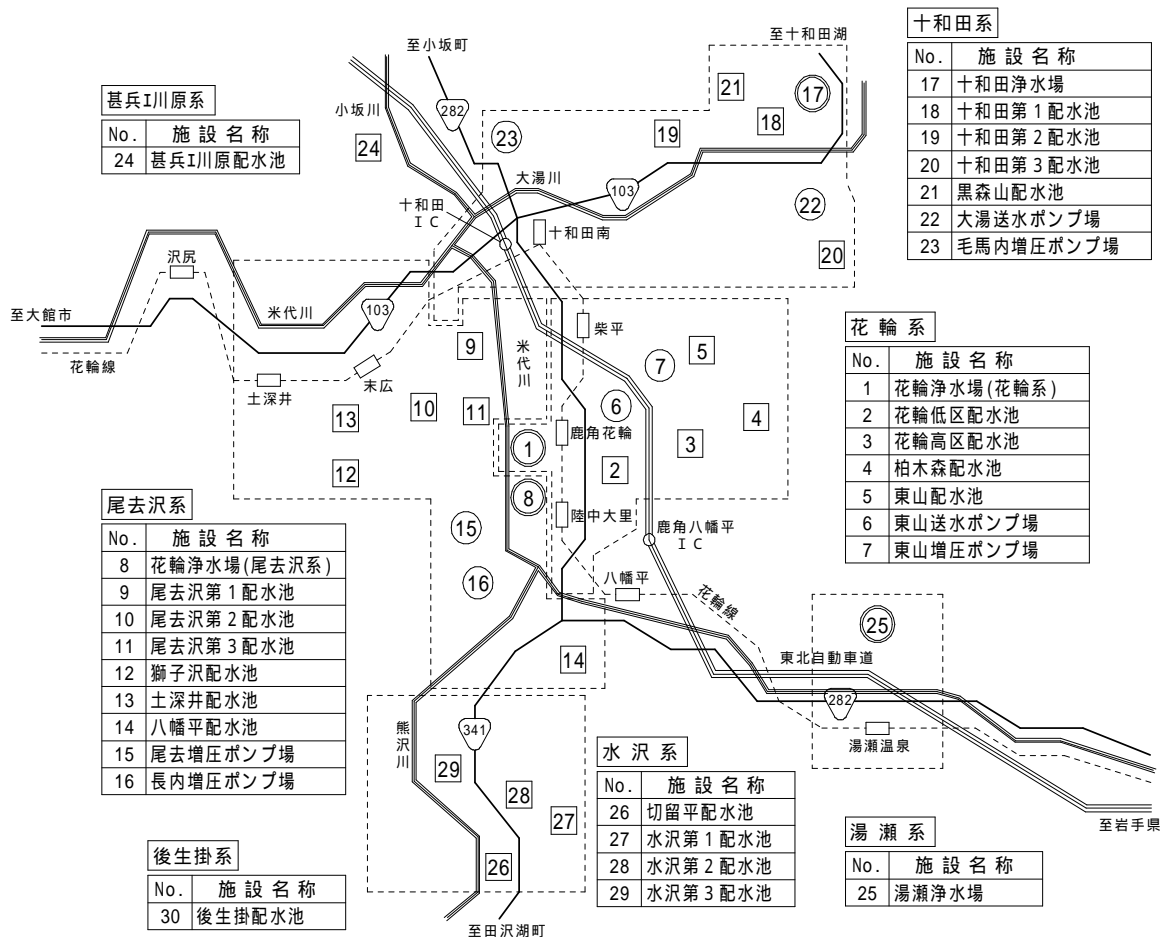 十和田系
No. 施設名称
17 十和田浄水場
18 十和田第1配水池
19 十和田第2配水池
20 十和田第3配水池
21 黒森山配水池
22 大湯送水ポンプ場
23 毛馬内増圧ポンプ場
甚兵I川原系
No. 施設名称
24 甚兵I川原配水池
花輪系
No. 施設名称
1 花輪浄水場(花輪系)
2 花輪低区配水池
3 花輪高区配水池
4 柏木森配水池
5 東山配水池
6 東山送水ポンプ場
7 東山増圧ポンプ場
尾去沢系
No. 施設名称
8 花輪浄水場(尾去沢系)
9 尾去沢第1配水池
10 尾去沢第2配水池
11 尾去沢第3配水池
12 獅子沢配水池
13 土深井配水池
14 八幡平配水池
15 尾去増圧ポンプ場
16 長内増圧ポンプ場
水沢系
No. 施設名称
26 切留平配水池
27 水沢第1配水池
28 水沢第2配水池
29 水沢第3配水池
湯瀬系
No. 施設名称
25 湯瀬浄水場
後生掛系
No. 施設名称
30 後生掛配水池
至小坂町
至十和田湖
小坂川
282
21
17
18
19
23
24
大湯川
103
22
十和田
IC
十和田南
20
沢尻
至大館市
米代川
103
花輪線
土深井
末広
柴平
米代川
9
7
5
10
11
6
4
13
鹿角花輪
3
1
2
12
8
陸中大里
15
鹿角八幡平
IC
16
八幡平
花輪線
25
14
東北自動車道
282
熊沢川
341
湯瀬温泉
29
28
27
至岩手県
26
至田沢湖町